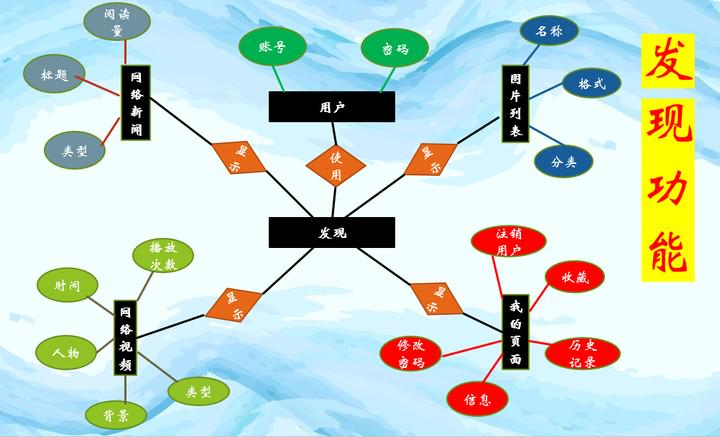 阅读
量
标题
类型
网
络
新
闻
显
示
账号
密码
用户
使
用
显
示
图
片
列
表
名称
格式
分类
发现
播放
次数
时间
人物
背景
类型
网
络
视
频
显
示
显
示
注销
用户
收藏
修改
密码
历史
记录
信息
我
的
页
面
发
现
功
能